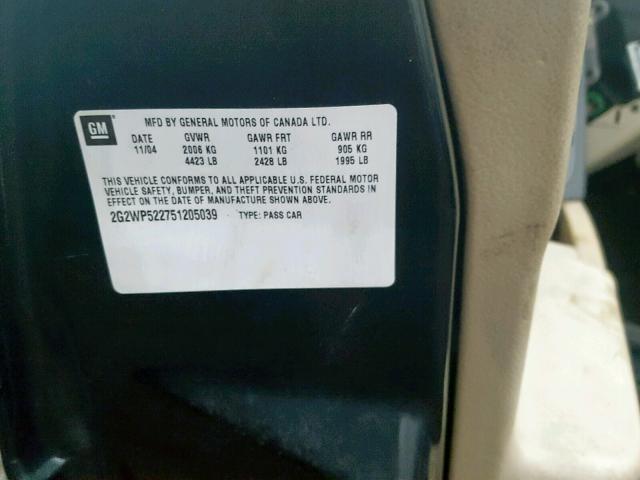 GM
MFD BY GENERAL MOTORS OF CANADA LTD.
DATE GVWR GAWR FRT GAWR RR
11/04 2006 KG 1101 KG 905 KG
4423 LB 2428 LB 1995 LB
THIS VEHICLE CONFORMS TO ALL APPLICABLE U.S. FEDERAL MOTOR
VEHICLE SAFETY, BUMPER, AND THEFT PREVENTION STANDARDS IN
EFFECT ON THE DATE OF MANUFACTURE SHOWN ABOVE.
2G2WP522751205039 TYPE: PASS CAR